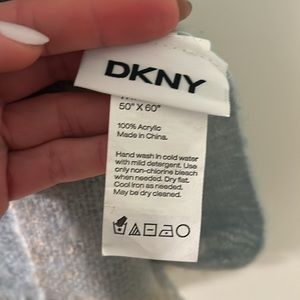 DKNY
50" X 60"
100% Acrylic
Made in China.
Hand wash in cold water
with mild detergent. Use
only non-chlorine bleach
when needed. Dry flat.
Cool iron as needed.
May be dry cleaned.